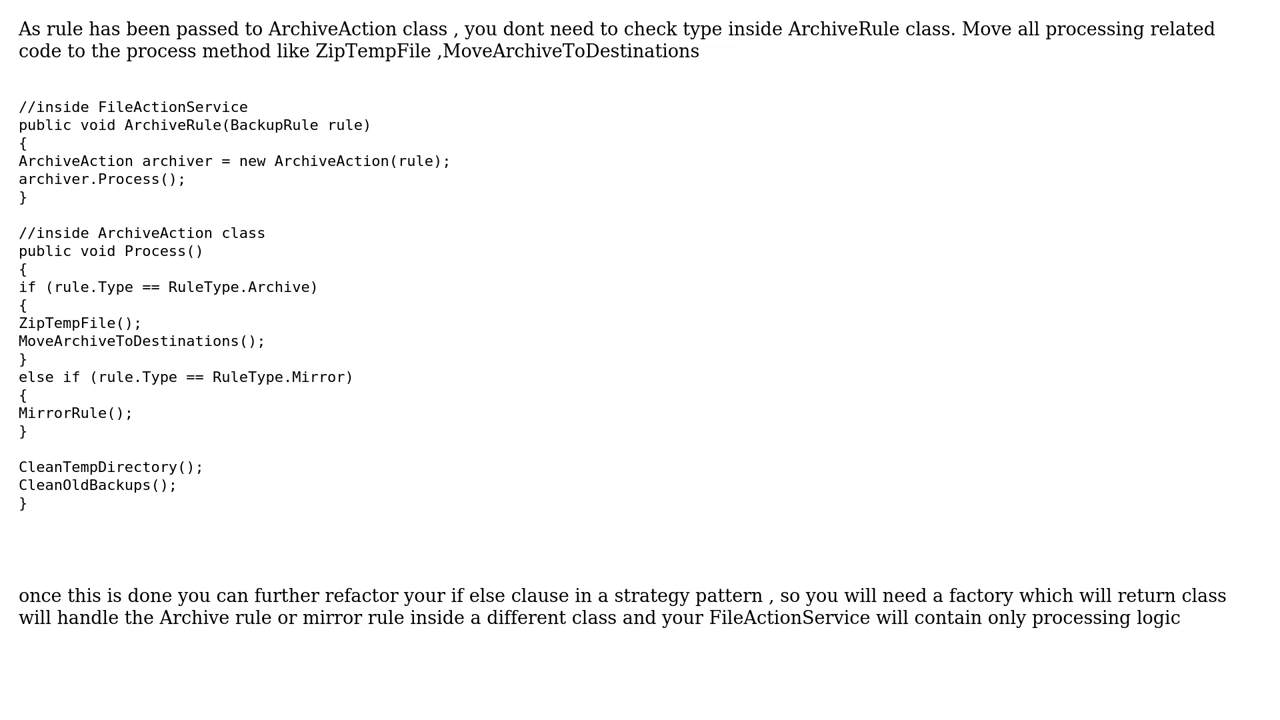 As rule has been passed to ArchiveAction class , you dont need to check type inside ArchiveRule class. Move all processing related
code to the process method like ZipTempFile ,MoveArchiveToDestinations
//inside FileActionService
public void ArchiveRule(BackupRule rule)
{
ArchiveAction archiver = new ArchiveAction(rule);
archiver.Process();
}
//inside ArchiveAction class
public void Process()
{
if (rule.Type == RuleType.Archive)
{
ZipTempFile();
MoveArchiveToDestinations();
}
else if (rule.Type == RuleType.Mirror)
{
MirrorRule();
}
CleanTempDirectory();
CleanOldBackups();
}
once this is done you can further refactor your if else clause in a strategy pattern , so you will need a factory which will return class
will handle the Archive rule or mirror rule inside a different class and your FileActionService will contain only processing logic